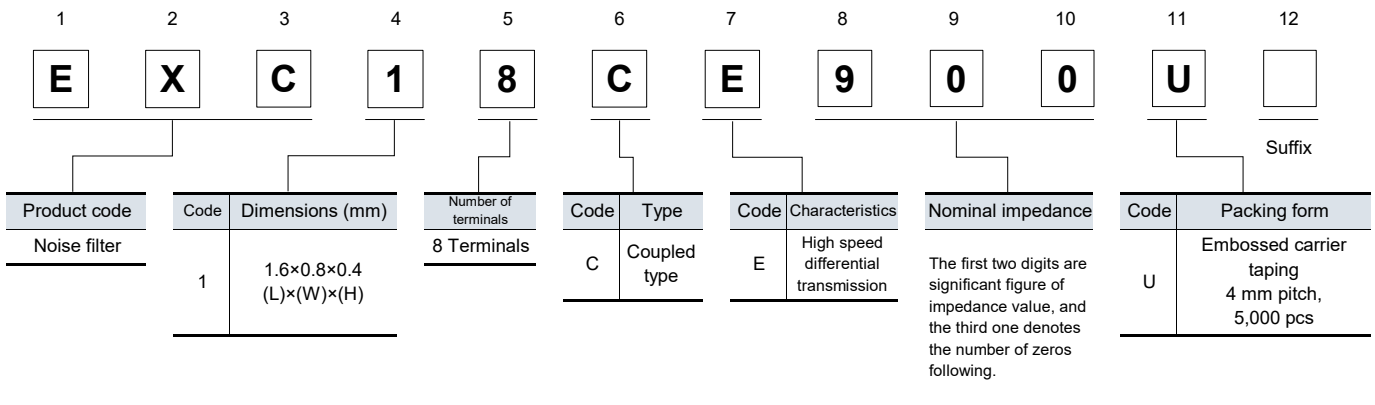 1 2 3 4 5 6 7 8 9 10 11 12
E X C 1 8 C E 9 0 0 U
Suffix
Product code
Noise filter
Code Dimensions (mm)
1
1.6×0.8×0.4
(L)×(W)×(H)
Number of
terminals
8 Terminals
Code Type
C
Coupled
type
Code Characteristics
E
High speed
differential
transmission
Nominal impedance
The first two digits are
significant figure of
impedance value, and
the third one denotes
the number of zeros
following.
Code Packing form
U
Embossed carrier
taping
4 mm pitch,
5,000 pcs